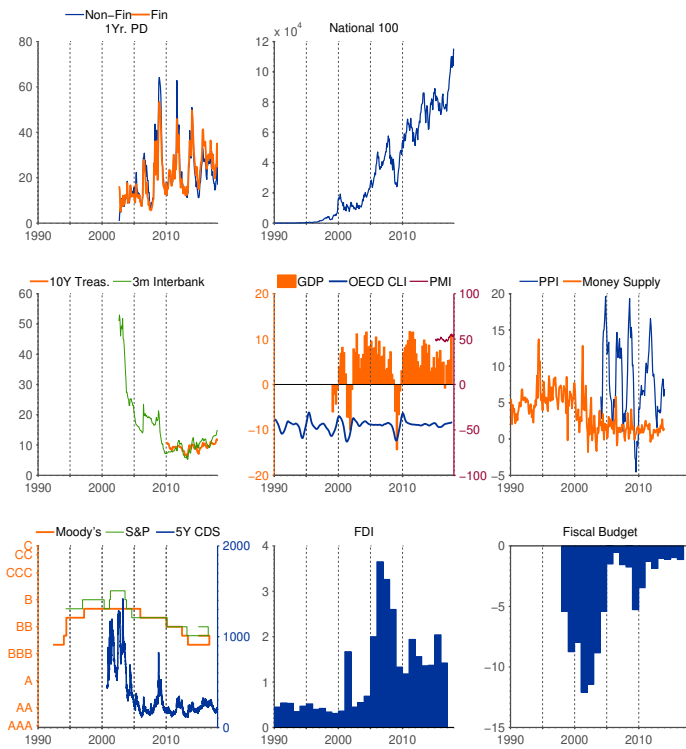 Non−Fin Fin
1Yr. PD
80
60
40
20
0
1990 2000 2010
x 10^4
National 100
12
10
8
6
4
2
0
1990 2000 2010
10Y Treas. 3m Interbank
60
50
40
30
20
10
0
1990 2000 2010
GDP OECD CLI PMI
20 100
10 50
0 0
−10 −50
−20 −100
1990 2000 2010
PPI Money Supply
20
15
10
5
0
−5
1990 2000 2010
Moody's S&P 5Y CDS
C 2000
CC
CCC
B
BB 1000
BBB
A
AA
AAA 0
1990 2000 2010
FDI
4
3
2
1
0
1990 2000 2010
Fiscal Budget
0
−5
−10
−15
1990 2000 2010